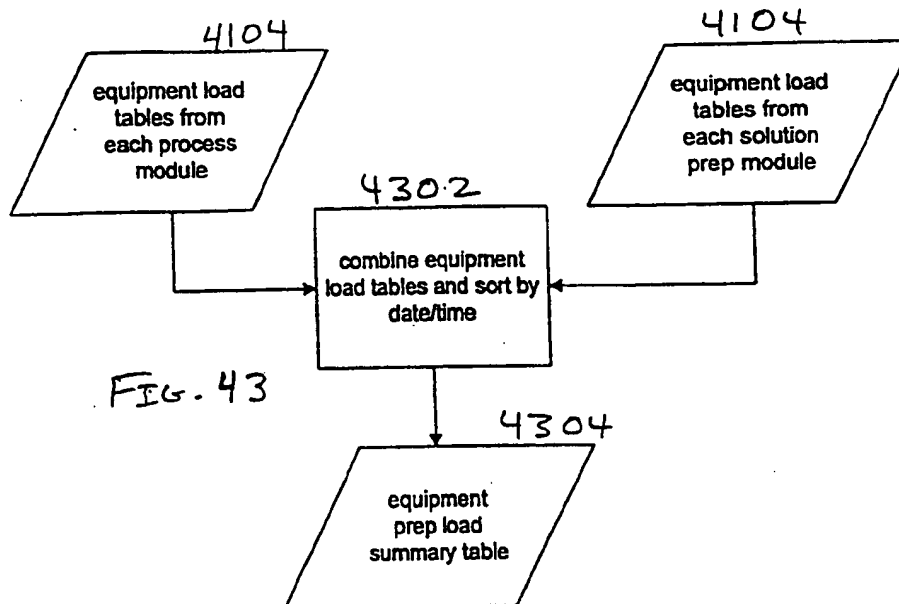 4104
equipment load
tables from
each process
module
4104
equipment load
tables from
each solution
prep module
4302
combine equipment
load tables and sort by
date/time
FIG. 43
4304
equipment
prep load
summary table